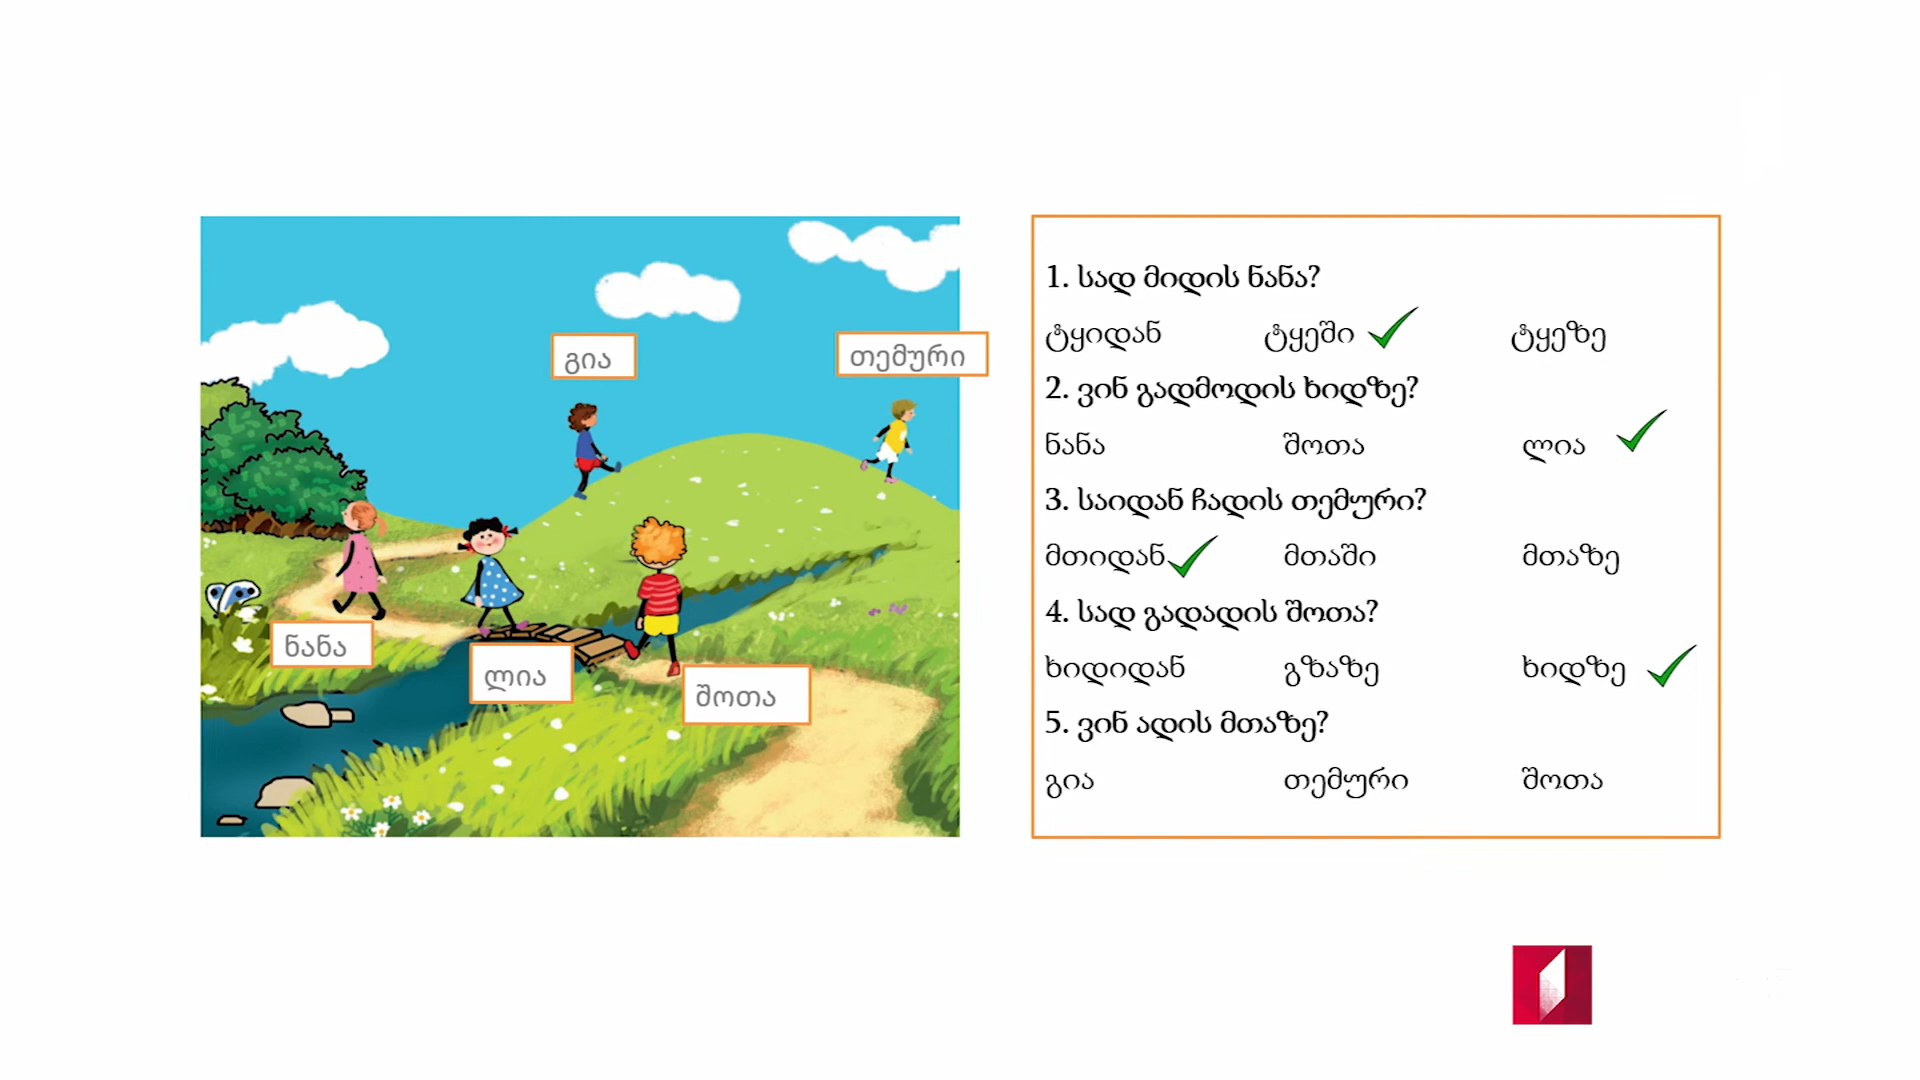 გია
თემური
ნანა
ლია
შოთა
1. სად მიდის ნანა?
ტყიდან ტყეში ტყეზე
2. ვინ გადმოდის ხიდზე?
ნანა შოთა ლია
3. საიდან ჩადის თემური?
მთიდან მთაში მთაზე
4. სად გადადის შოთა?
ხიდიდან გზაზე ხიდზე
5. ვინ ადის მთაზე?
გია თემური შოთა